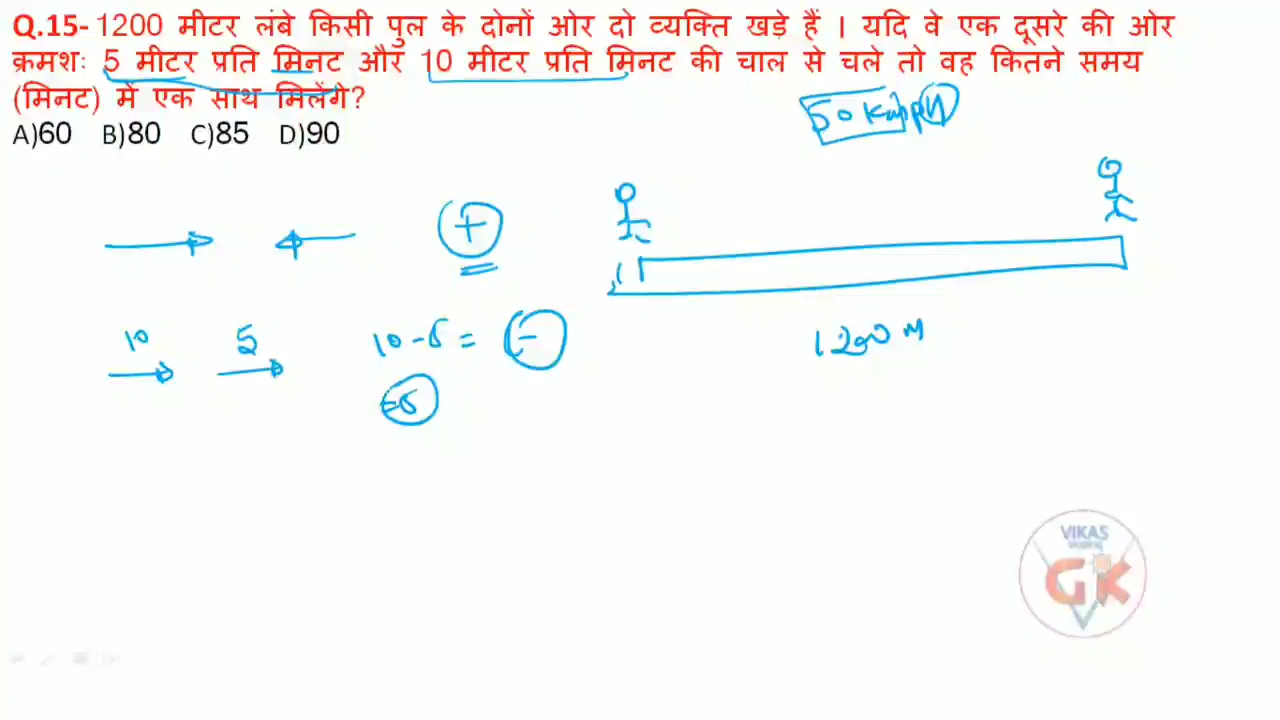 Q.15- 1200 मीटर लंबे किसी पुल के दोनों ओर दो व्यक्ति खड़े हैं । यदि वे एक दूसरे की ओर
क्रमशः 5 मीटर प्रति मिनट और 10 मीटर प्रति मिनट की चाल से चले तो वह कितने समय
(मिनट) में एक साथ मिलेंगे?
A)60 B)80 C)85 D)90
+
10 5 10-5 = -
=5
1200 M
VIKAS
GK